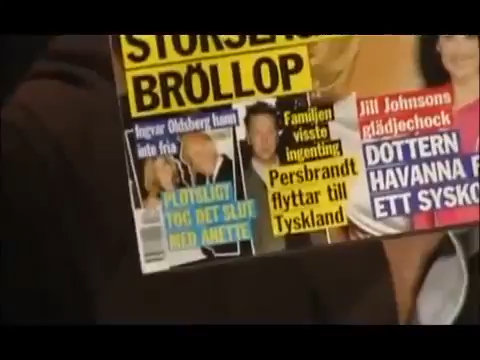 BRÖLLOP
Ingvar Oldsberg hann
inte fria
PLÖTSLIGT
TOG DET SLUT
MED ANETTE
Familjen
visste
ingenting
Persbrandt
flyttar till
Tyskland
Jill Johnsons
glädjechock
DOTTERN
HAVANNA
ETT SYSKO